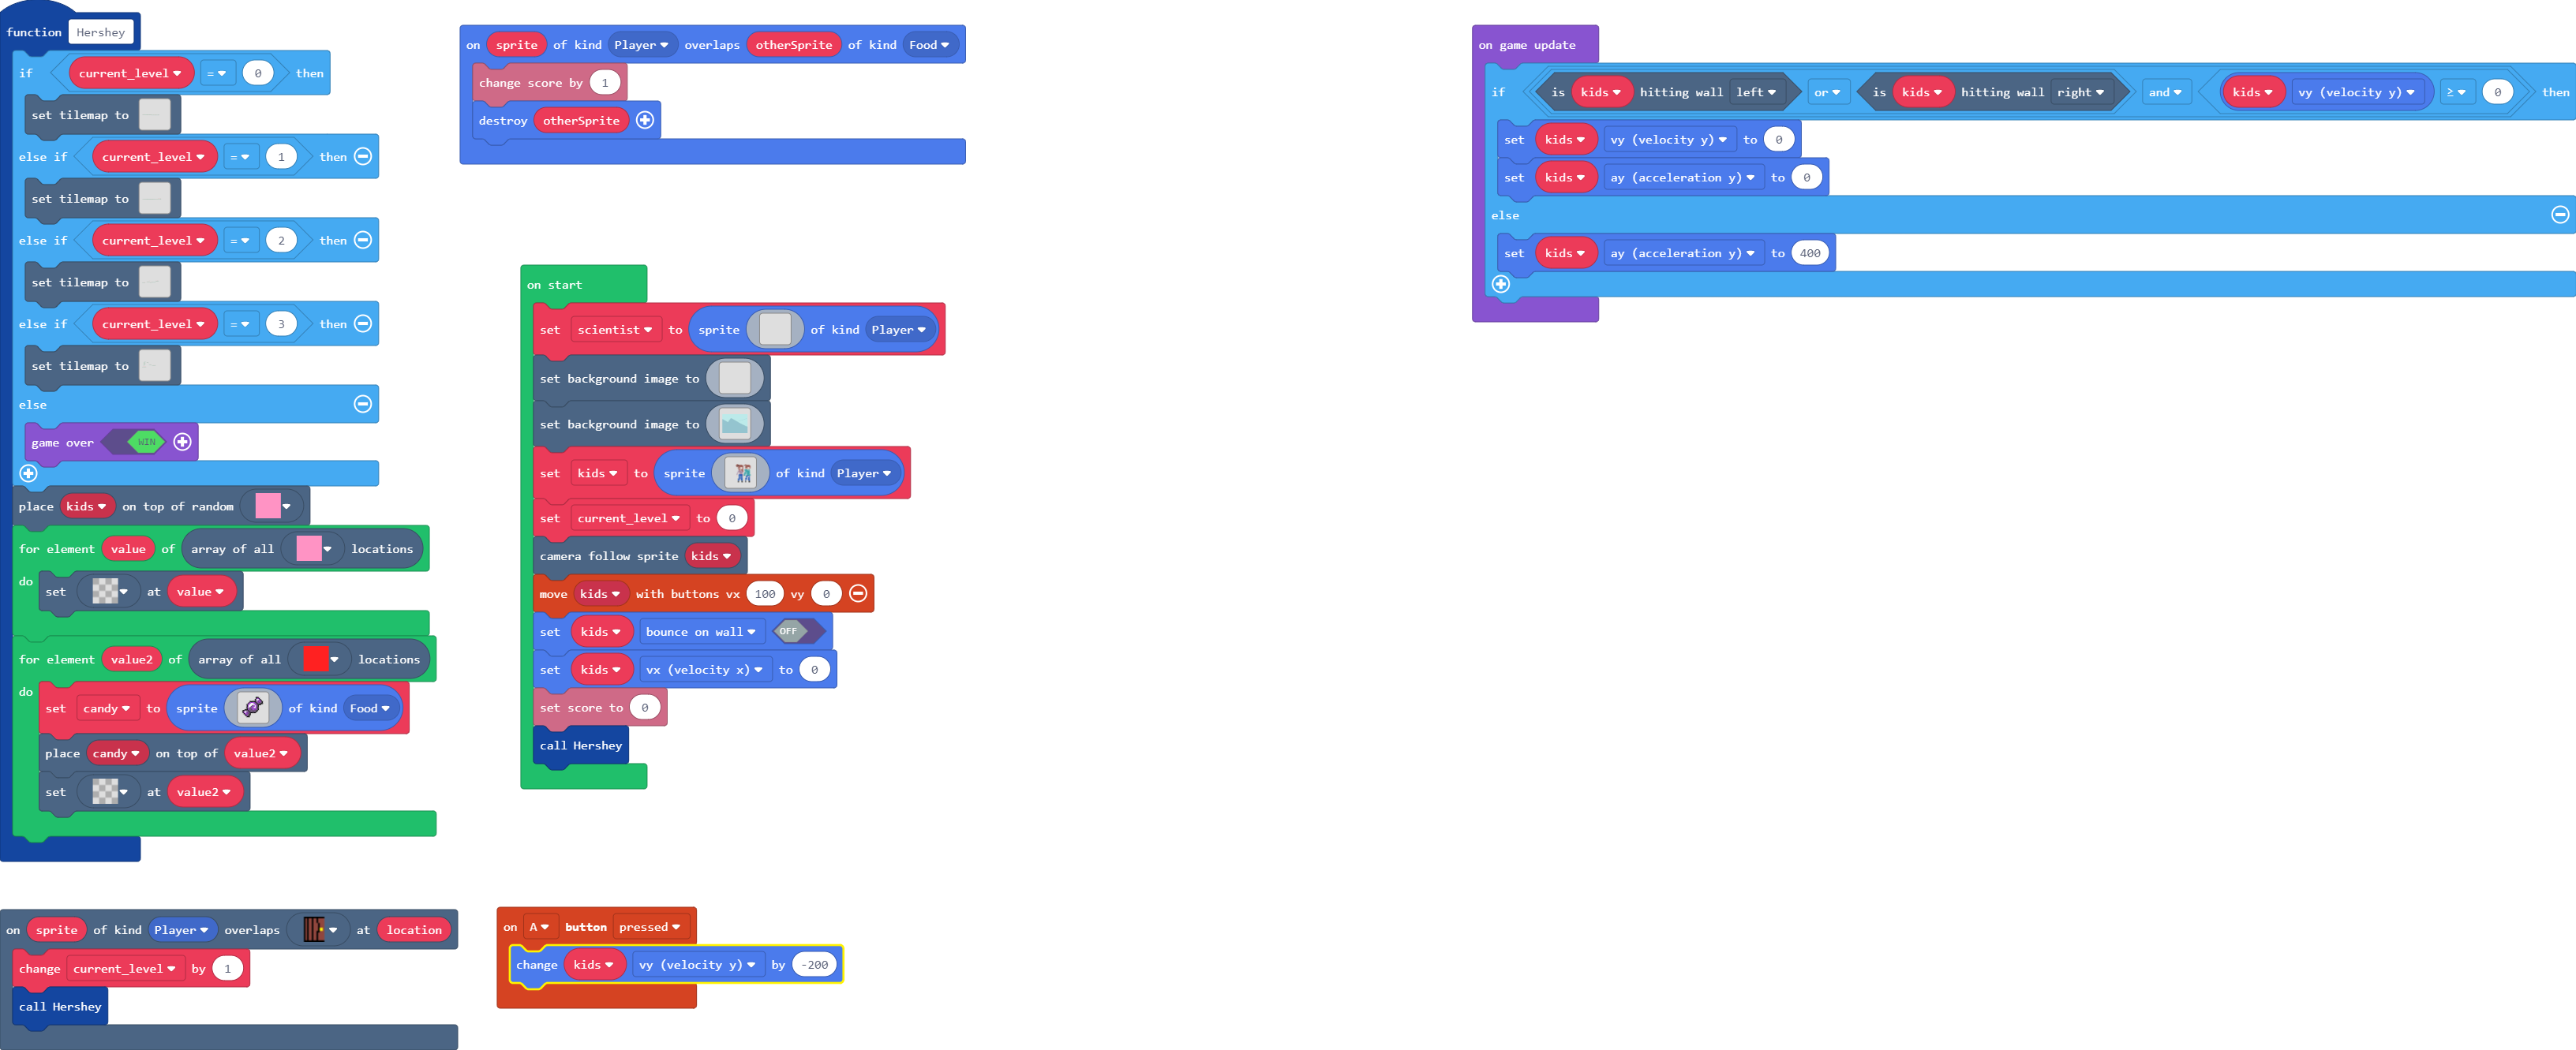 function Hershey
if current_level = 0 then
set tilemap to
else if current_level = 1 then
set tilemap to
else if current_level = 2 then
set tilemap to
else if current_level = 3 then
set tilemap to
else
game over WIN
place kids on top of random
for element value of array of all locations
do set at value
for element value2 of array of all locations
do set candy to sprite of kind Food
place candy on top of value2
set at value2
on sprite of kind Player overlaps at location
change current_level by 1
call Hershey
on sprite of kind Player overlaps otherSprite of kind Food
change score by 1
destroy otherSprite
on start
set scientist to sprite of kind Player
set background image to
set background image to
set kids to sprite of kind Player
set current_level to 0
camera follow sprite kids
move kids with buttons vx 100 vy 0
set kids bounce on wall OFF
set kids vx (velocity x) to 0
set score to 0
call Hershey
on A button pressed
change kids vy (velocity y) by -200
on game update
if is kids hitting wall left or is kids hitting wall right and kids vy (velocity y) ≥ 0 then
set kids vy (velocity y) to 0
set kids ay (acceleration y) to 0
else
set kids ay (acceleration y) to 400